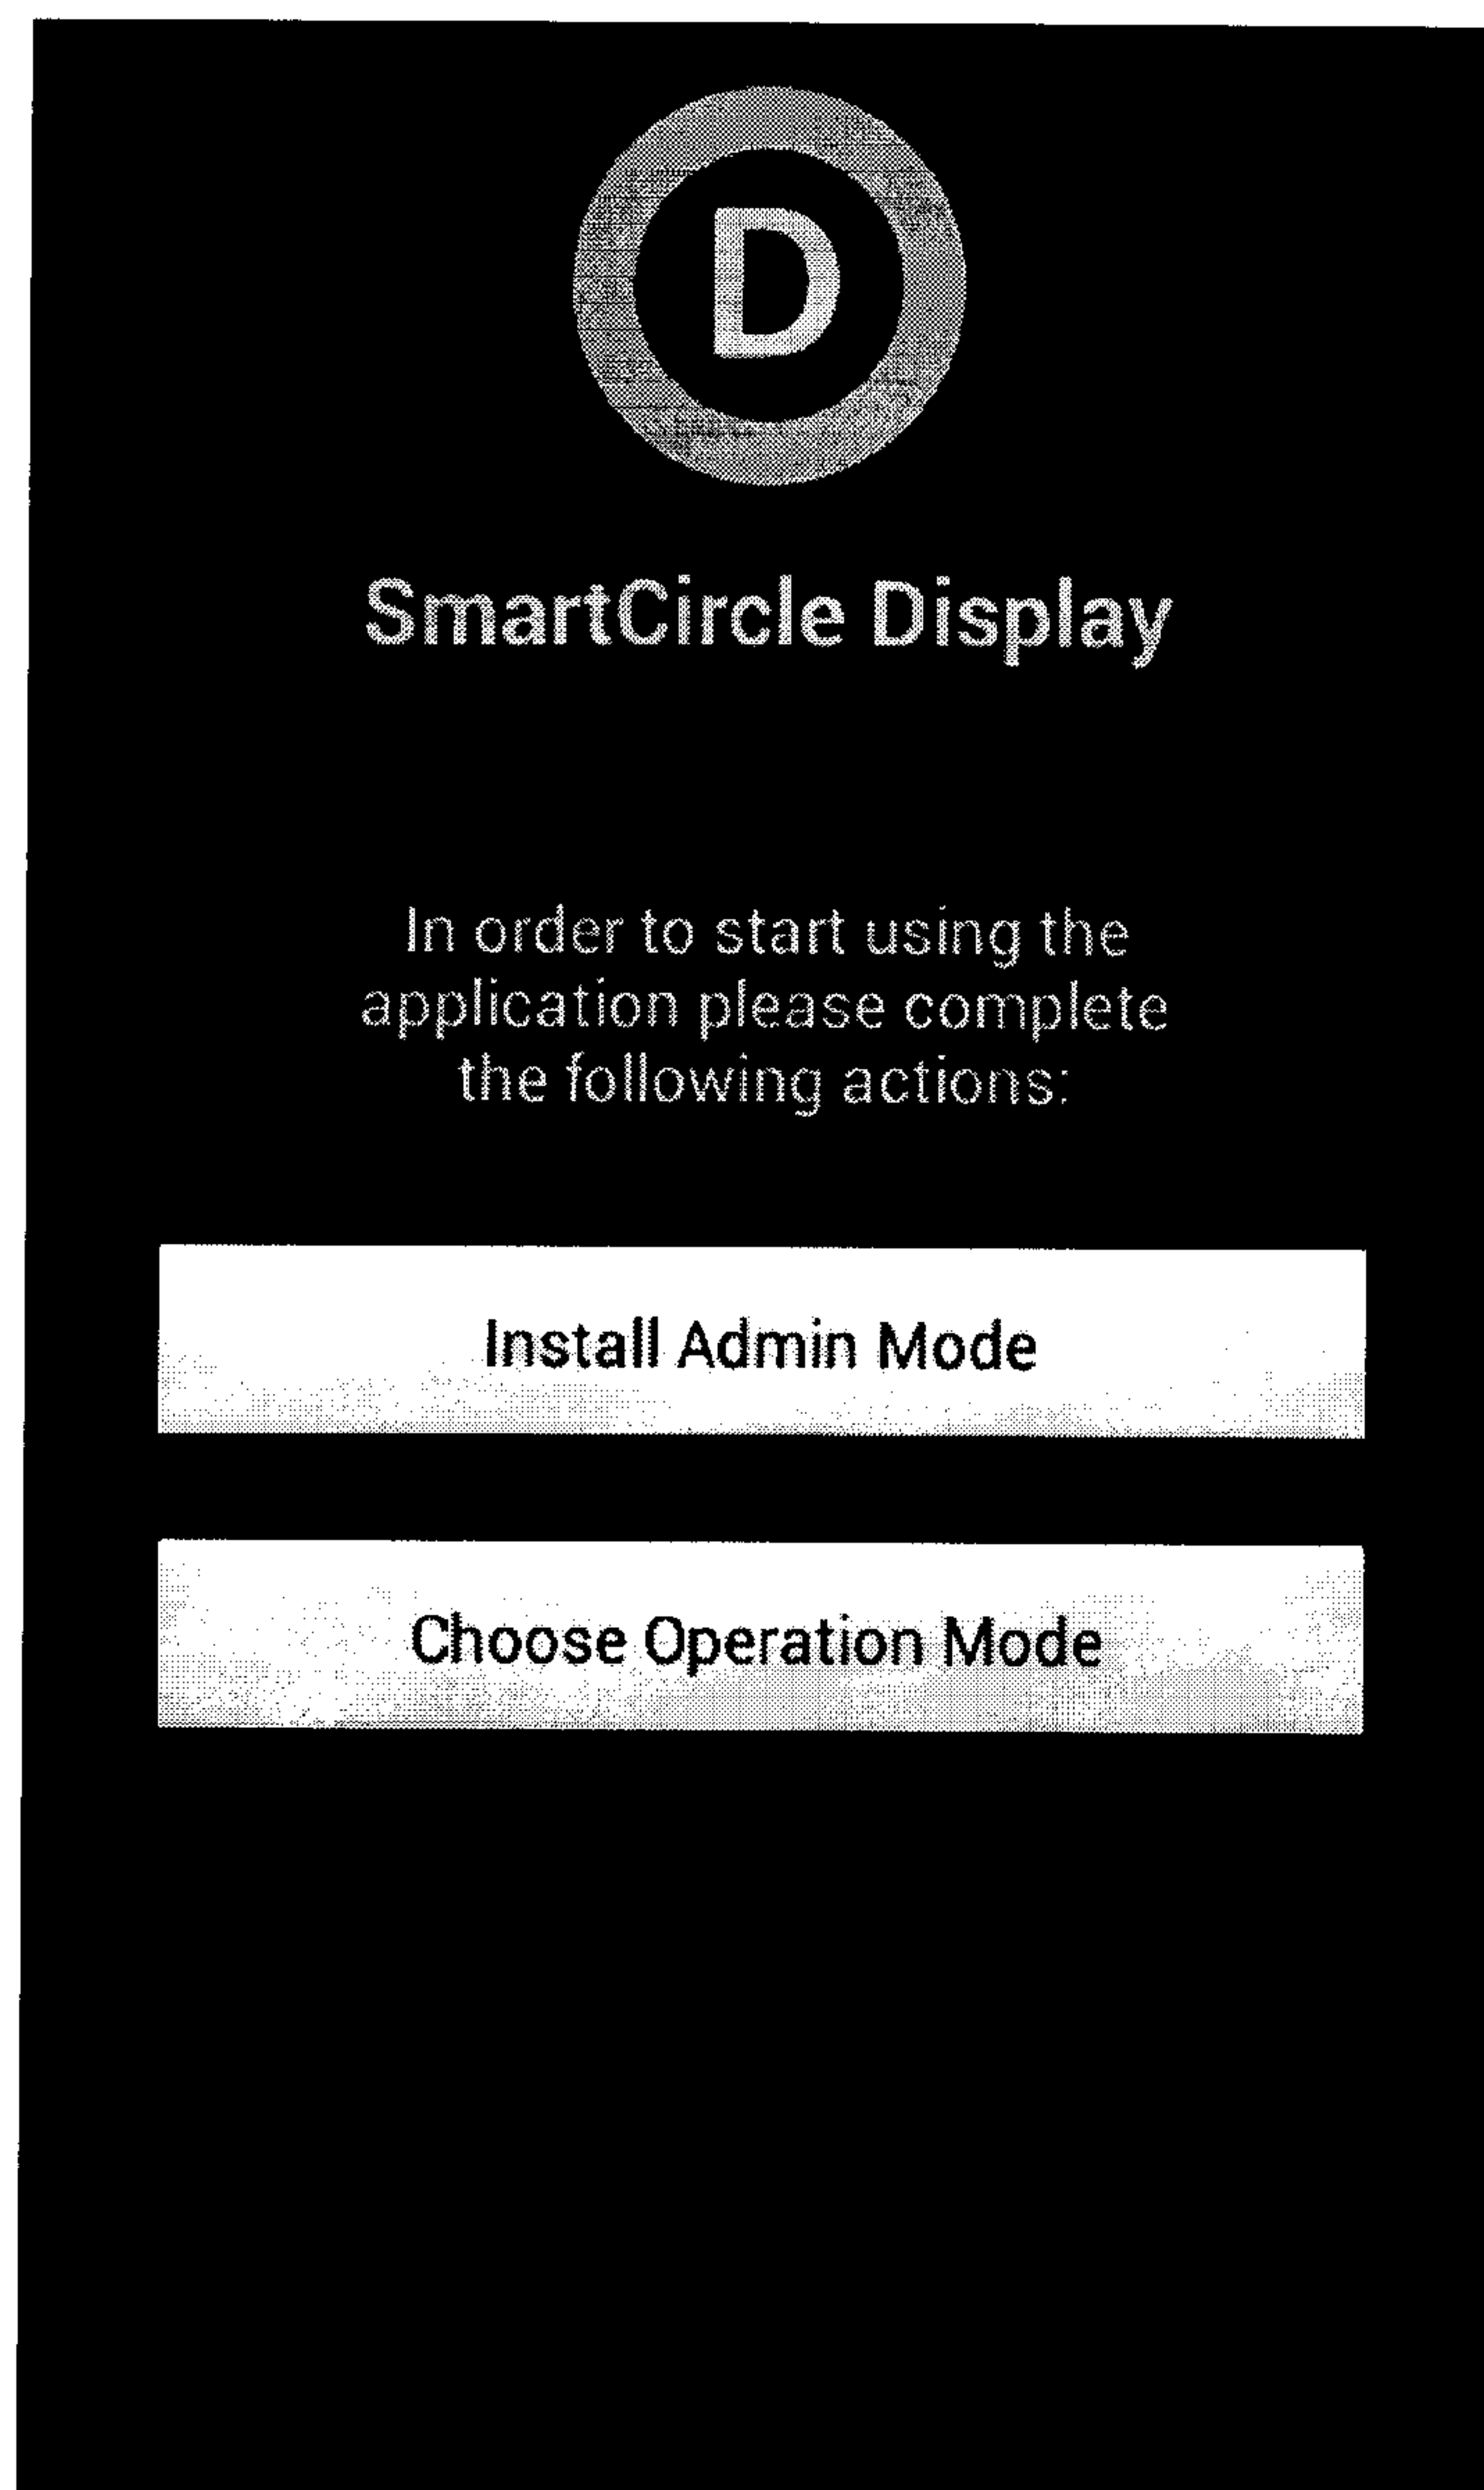 D
SmartCircle Display
In order to start using the
application please complete
the following actions:
Install Admin Mode
Choose Operation Mode